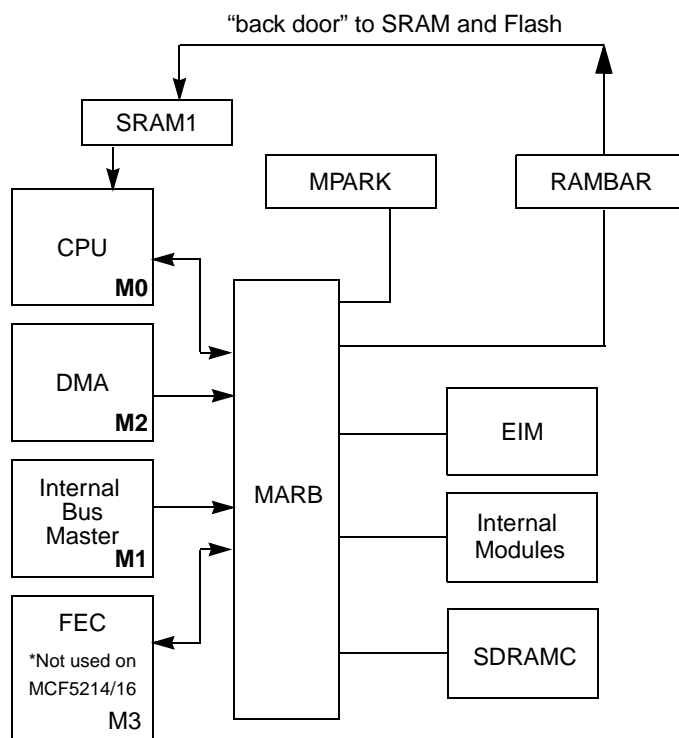 “back door” to SRAM and Flash
SRAM1
MPARK
RAMBAR
CPU
M0
DMA
M2
MARB
EIM
Internal
Bus
Master
M1
Internal
Modules
FEC
*Not used on
MCF5214/16
M3
SDRAMC